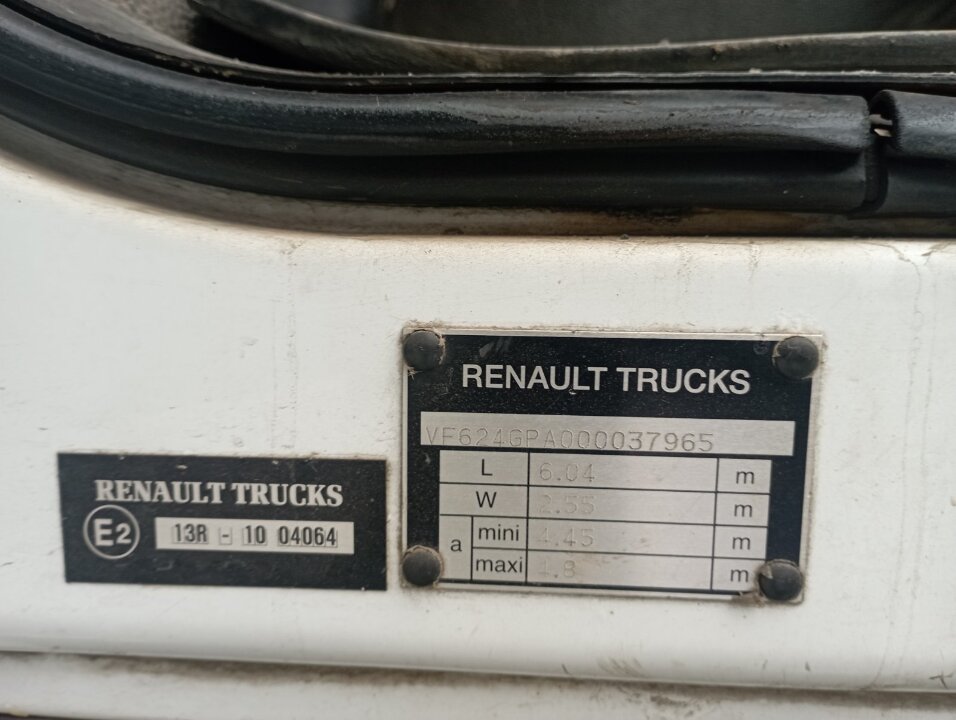 RENAULT TRUCKS
VF624GPA000037965
L 6.04 m
W 2.55 m
a mini 4.45 m
maxi m
RENAULT TRUCKS
E2 13R - 10 04064